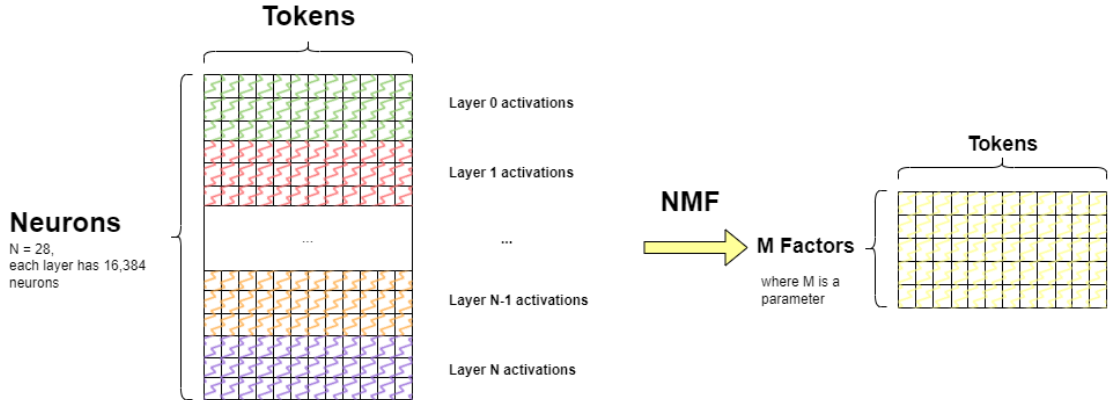 Tokens
Layer 0 activations
Layer 1 activations
Neurons
N = 28,
each layer has 16,384
neurons
...
...
Layer N-1 activations
Layer N activations
NMF
Tokens
M Factors
where M is a
parameter